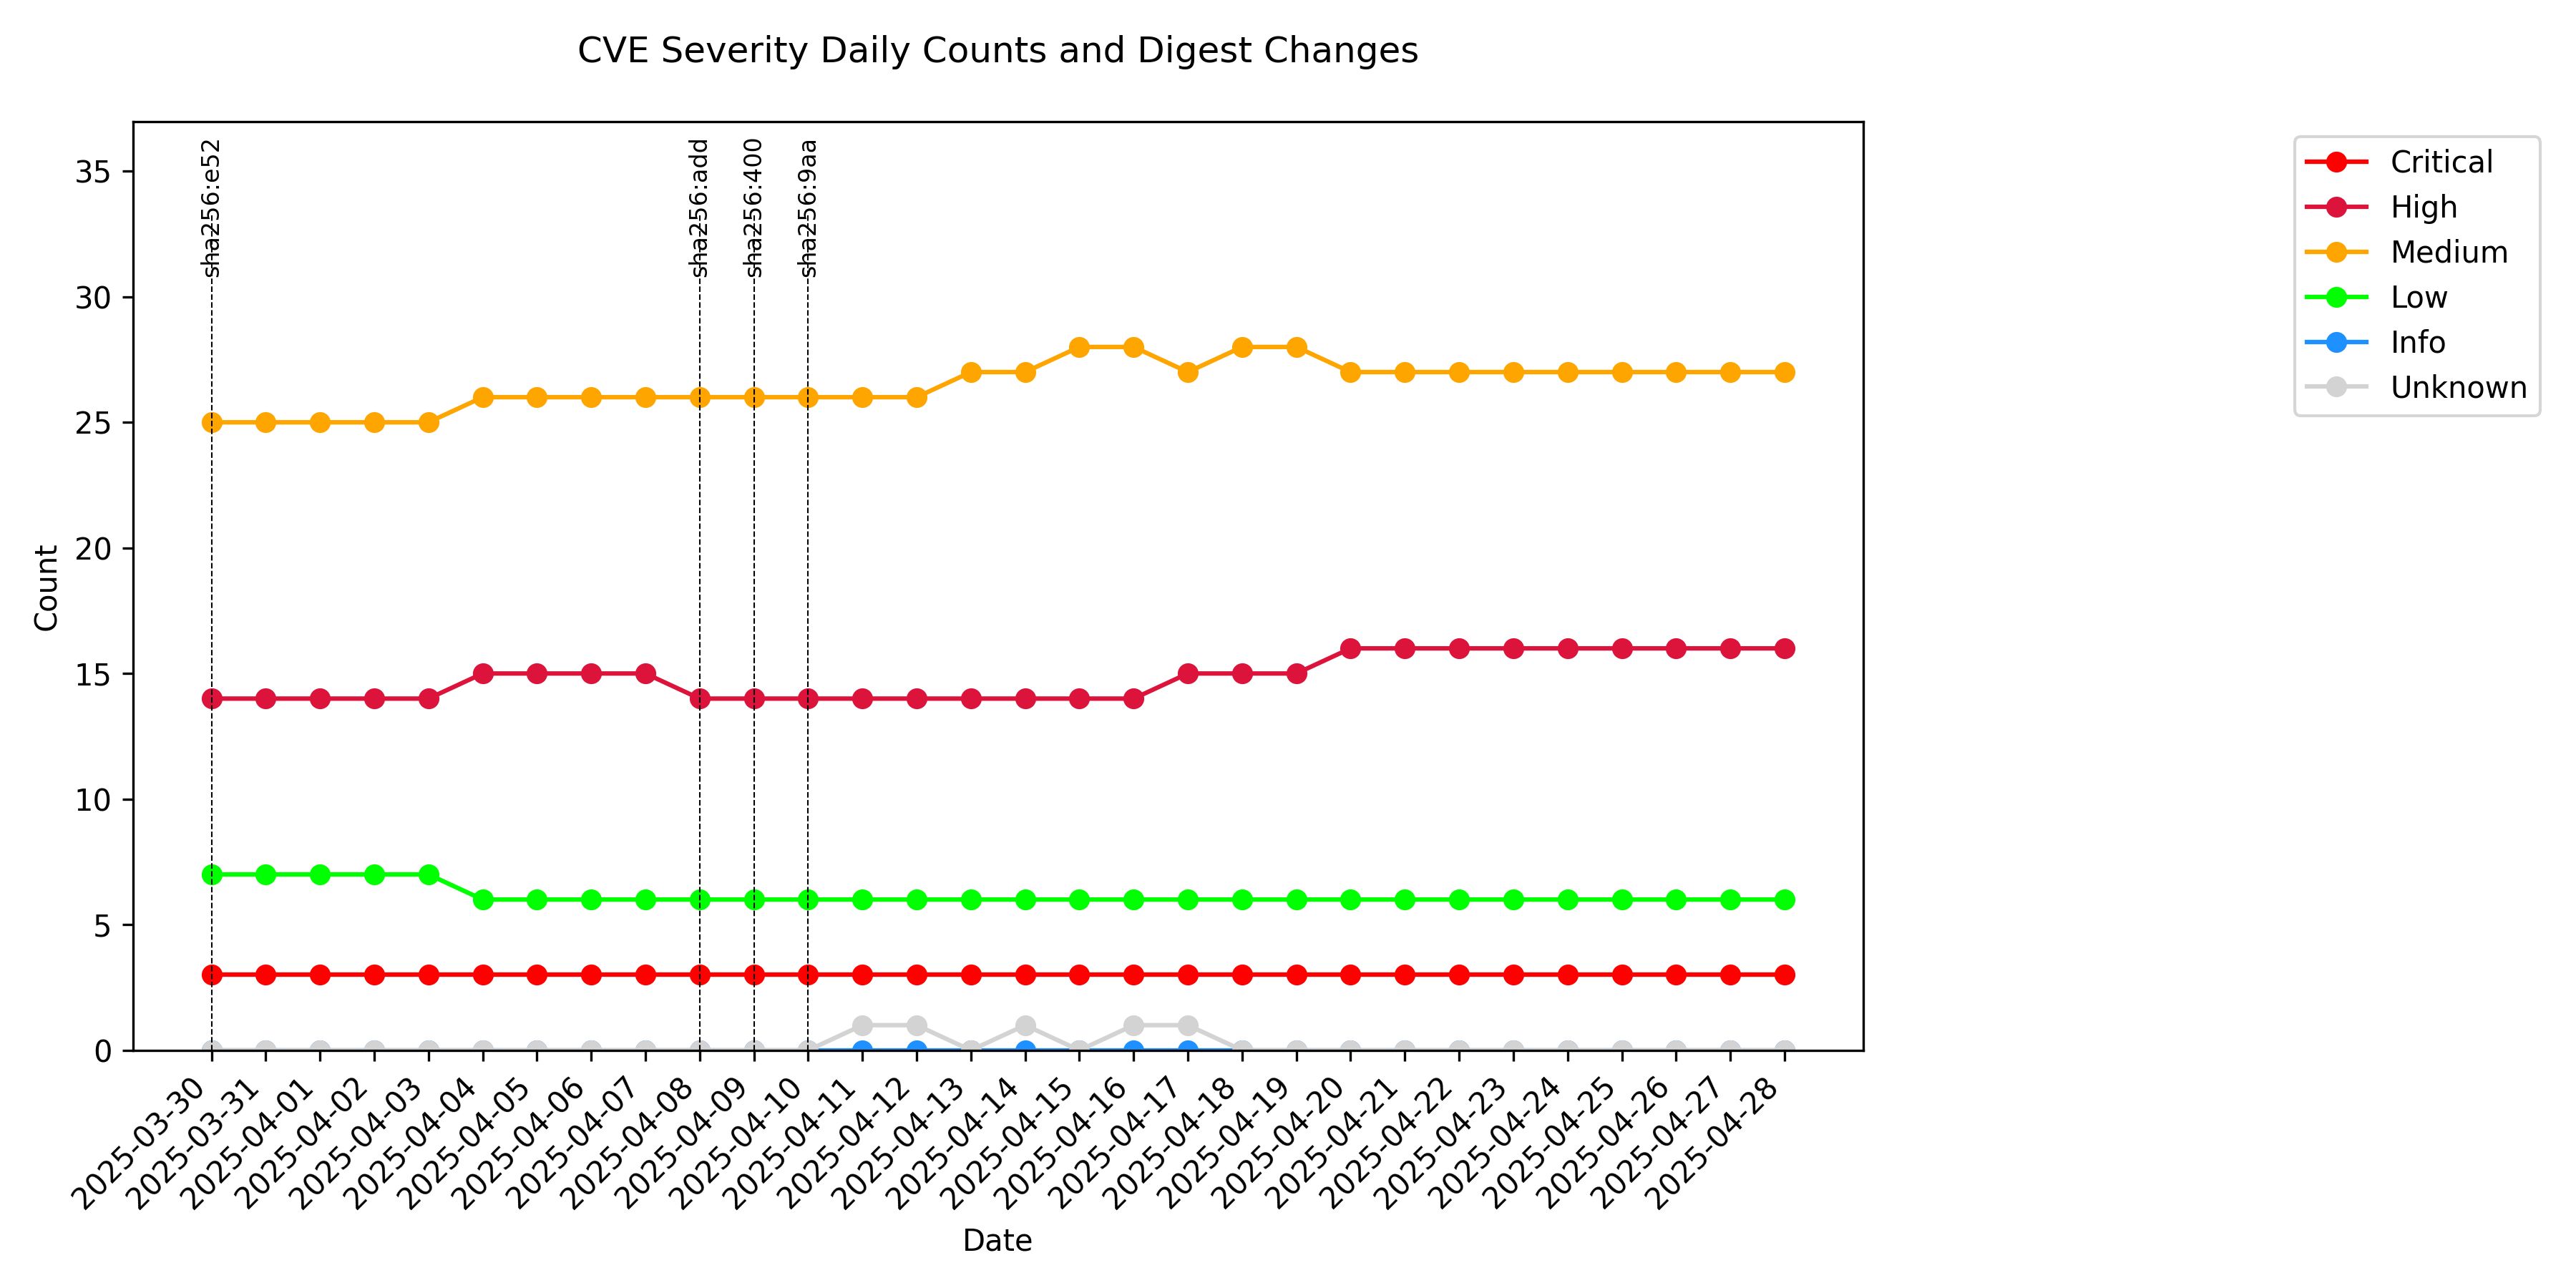 CVE Severity Daily Counts and Digest Changes
sha256:e52
sha256:add
sha256:400
sha256:9aa
Critical
High
Medium
Low
Info
Unknown
Count
35
30
25
20
15
10
5
0
2025-03-30
2025-03-31
2025-04-01
2025-04-02
2025-04-03
2025-04-04
2025-04-05
2025-04-06
2025-04-07
2025-04-08
2025-04-09
2025-04-10
2025-04-11
2025-04-12
2025-04-13
2025-04-14
2025-04-15
2025-04-16
2025-04-17
2025-04-18
2025-04-19
2025-04-20
2025-04-21
2025-04-22
2025-04-23
2025-04-24
2025-04-25
2025-04-26
2025-04-27
2025-04-28
Date